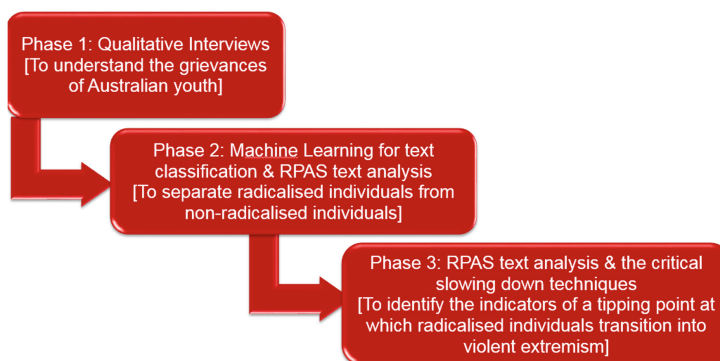 Phase 1: Qualitative Interviews
[To understand the grievances
of Australian youth]
Phase 2: Machine Learning for text
classification & RPAS text analysis
[To separate radicalised individuals from
non-radicalised individuals]
Phase 3: RPAS text analysis & the critical
slowing down techniques
[To identify the indicators of a tipping point at
which radicalised individuals transition into
violent extremism]